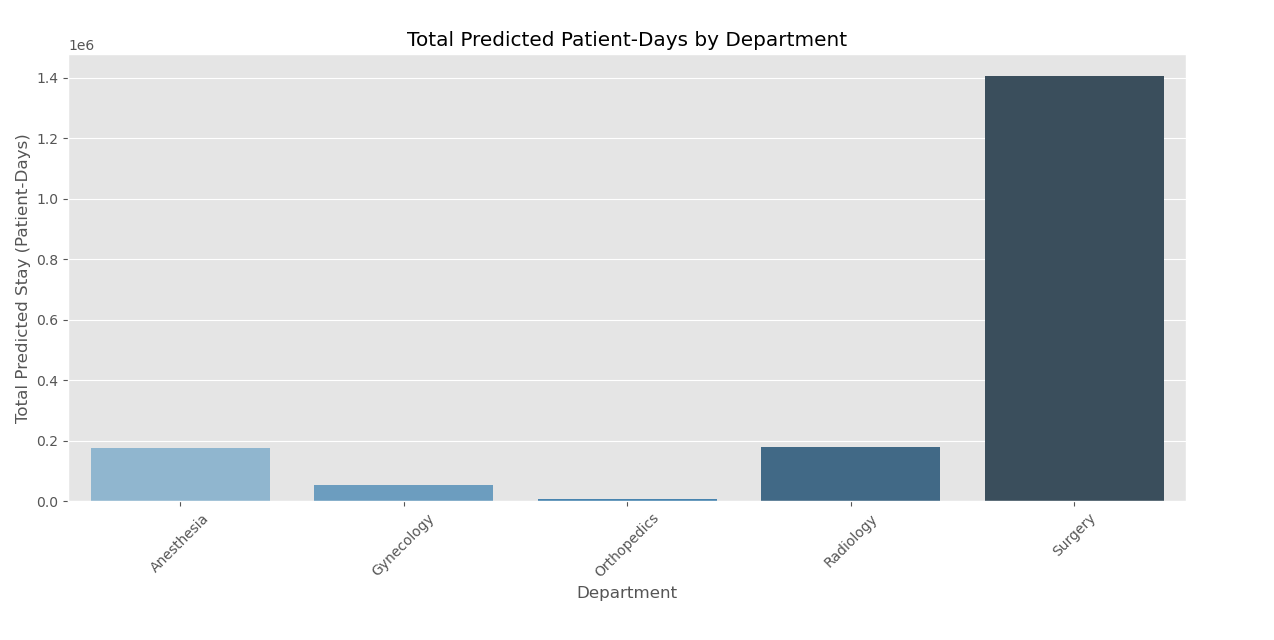 Total Predicted Patient-Days by Department
1e6
Total Predicted Stay (Patient-Days)
1.4
1.2
1.0
0.8
0.6
0.4
0.2
0.0
Anesthesia
Gynecology
Orthopedics
Radiology
Surgery
Department